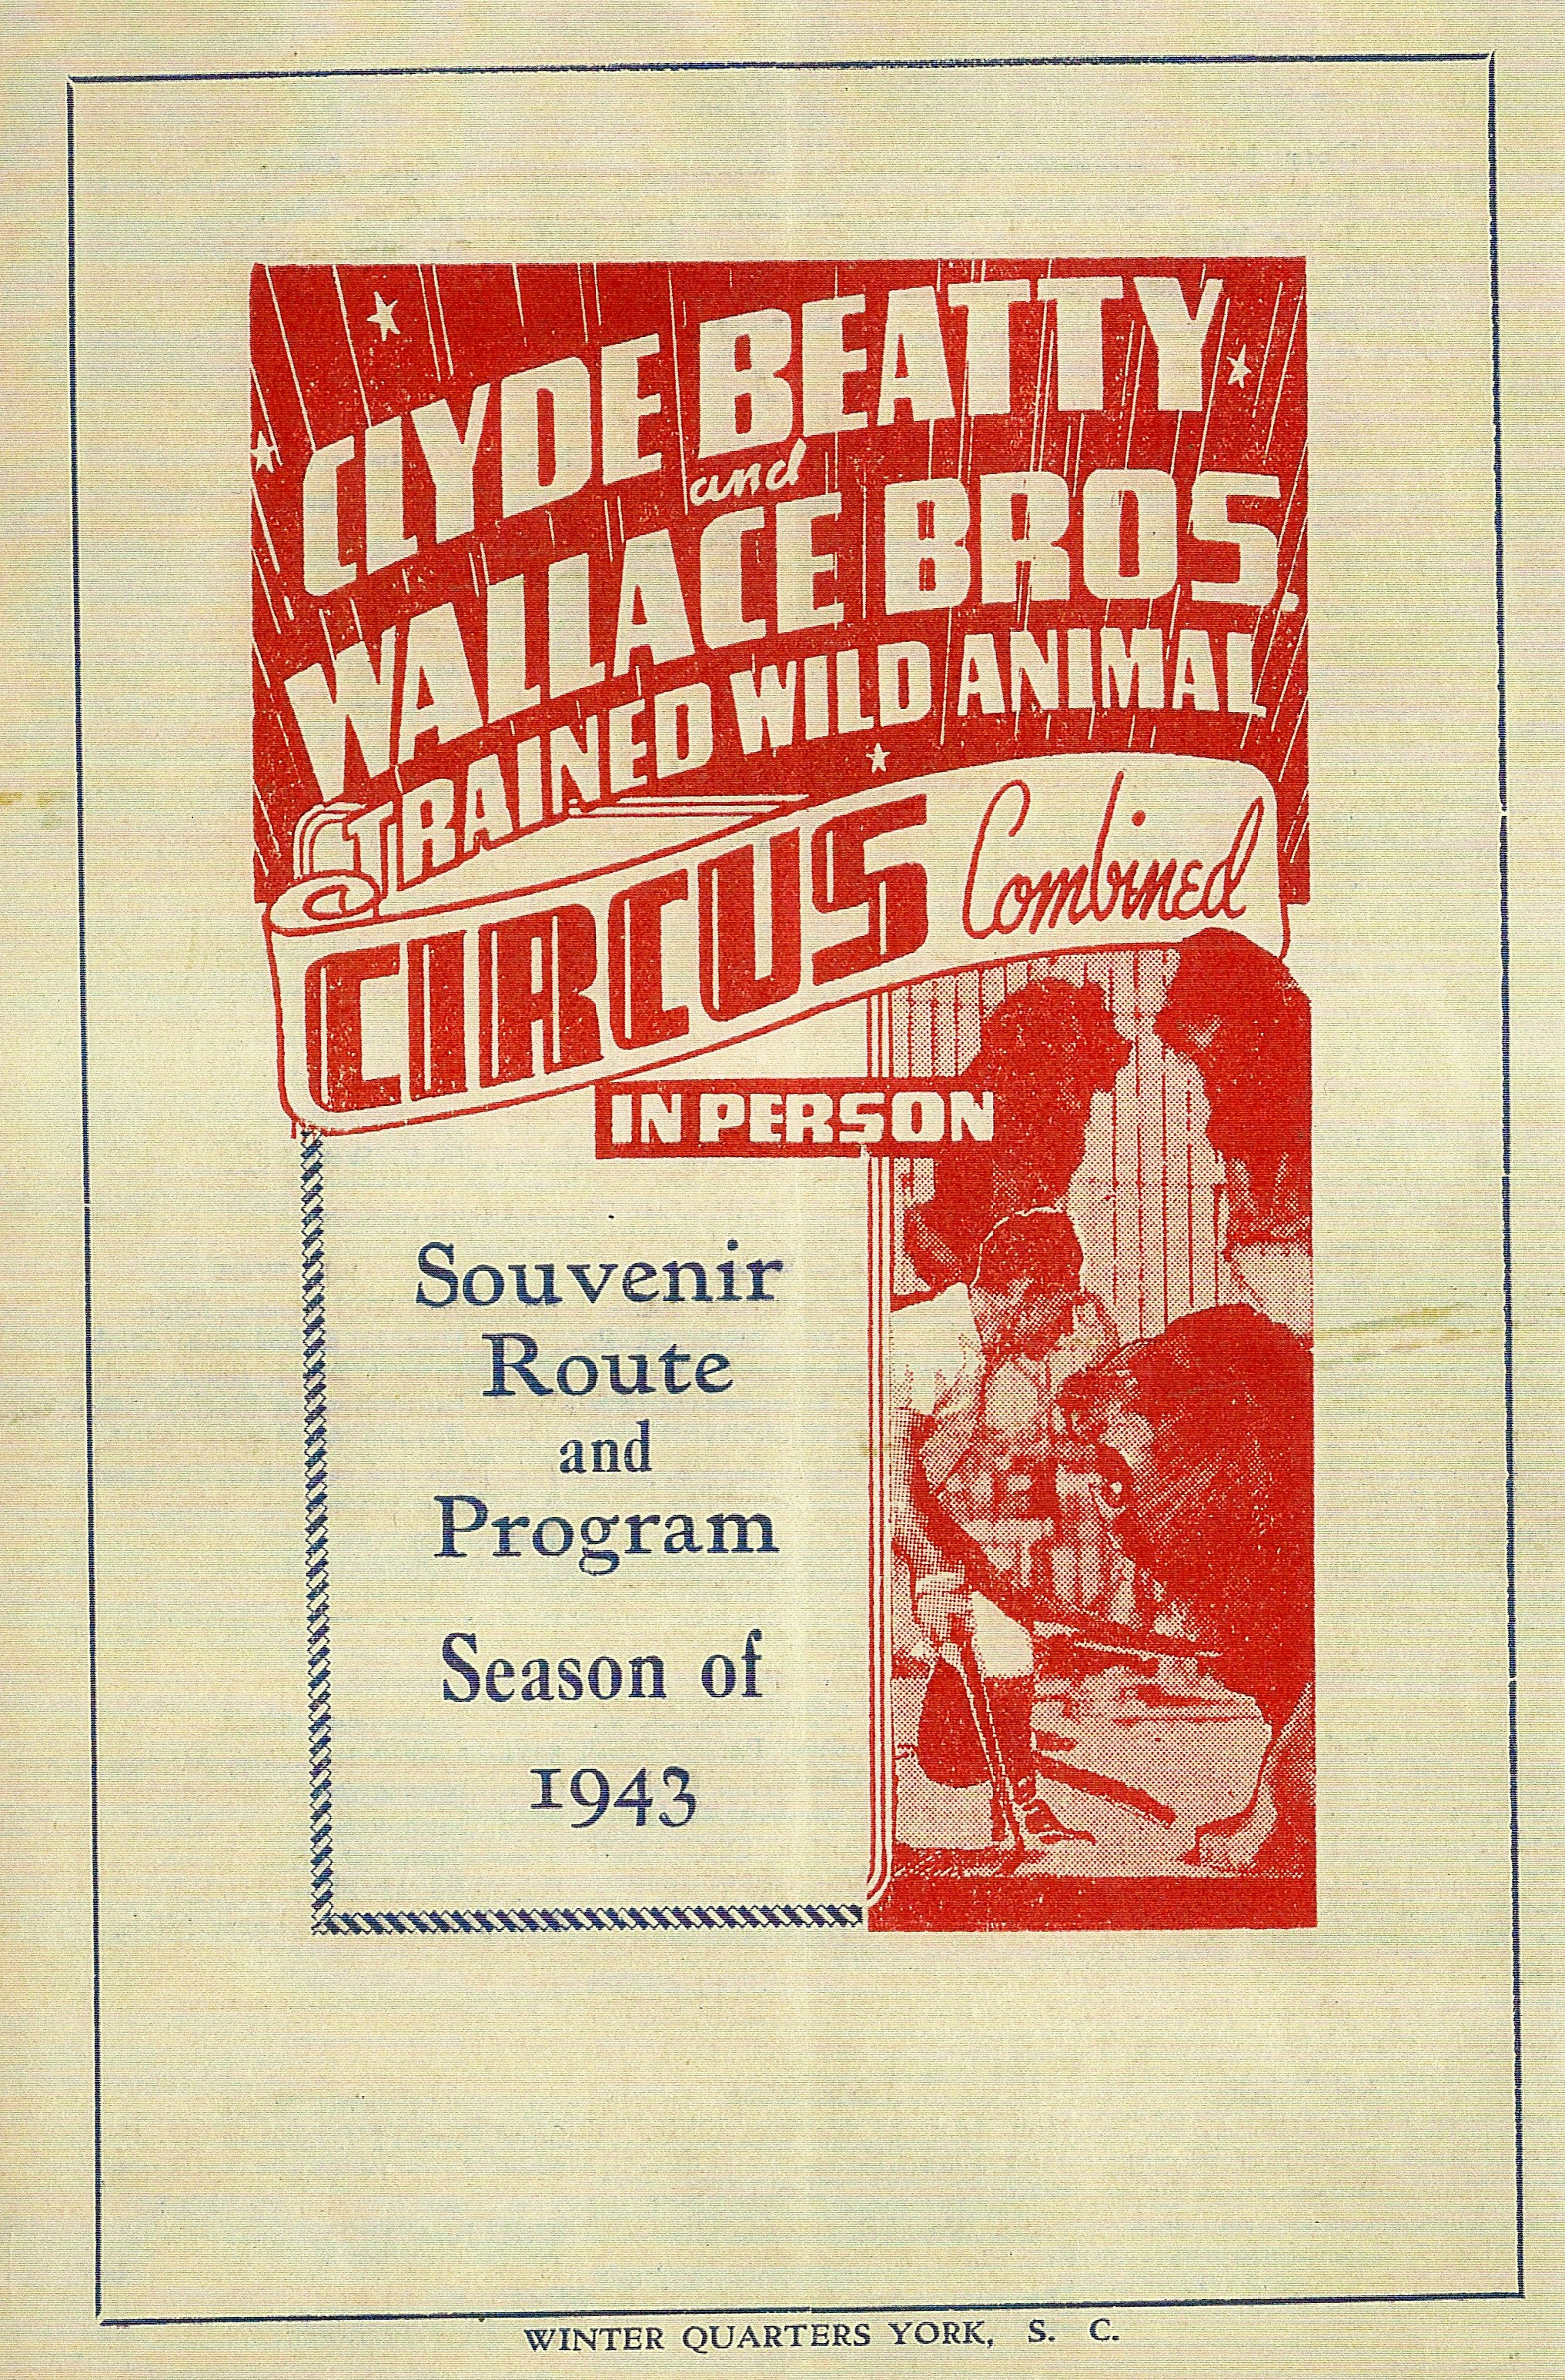 CLYDE BEATTY
and
WALLACE BROS.
TRAINED WILD ANIMAL
CIRCUS Combined
IN PERSON
Souvenir
Route
and
Program
Season of
1943
WINTER QUARTERS YORK, S. C.